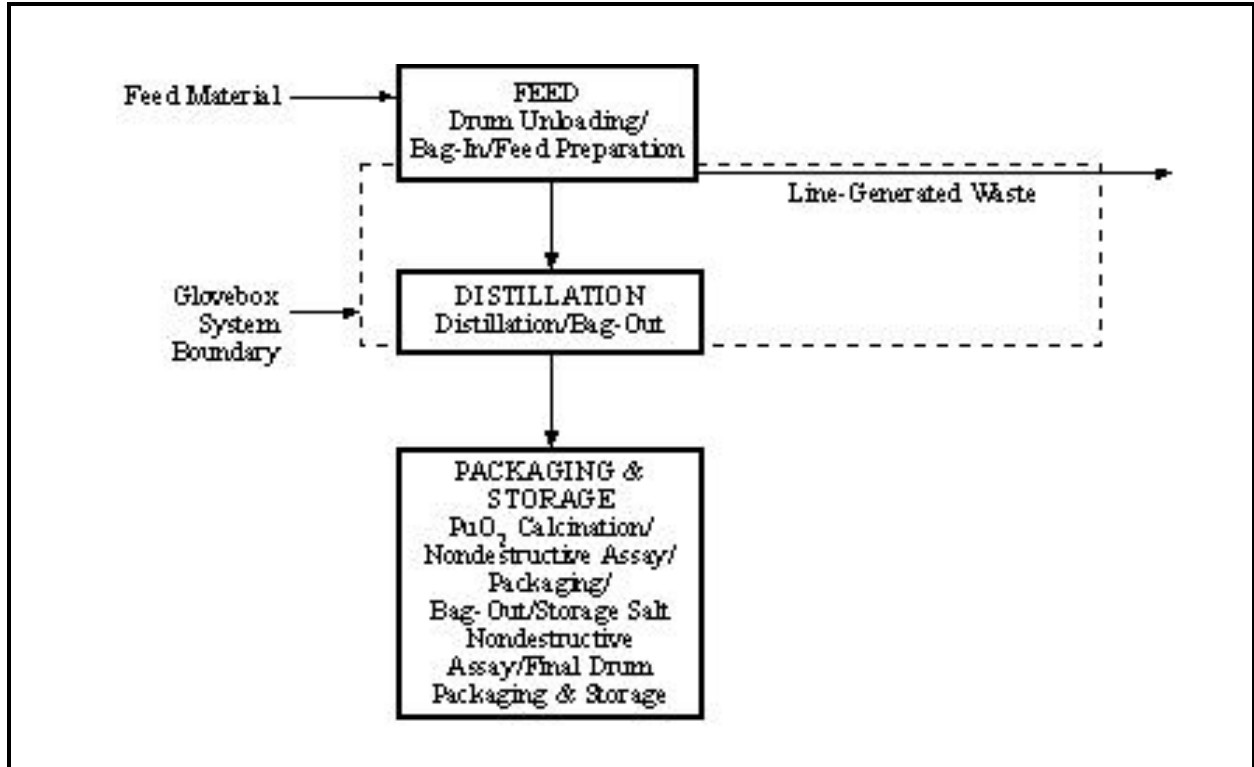 Feed Material
FEED
Drum Unloading/
Bag-In/Feed Preparation
Line-Generated Waste
Glovebox
System
Boundary
DISTILLATION
Distillation/Bag-Out
PACKAGING &
STORAGE
PuO₂ Calcination/
Nondestructive Assay/
Packaging/
Bag-Out/Storage Salt
Nondestructive
Assay/Final Drum
Packaging & Storage